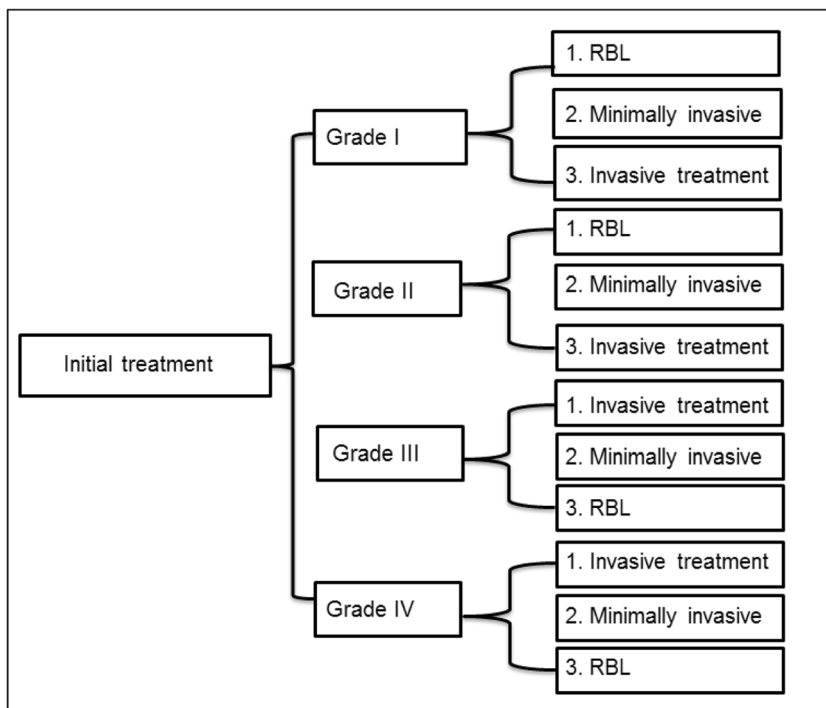 Initial treatment
Grade I
1. RBL
2. Minimally invasive
3. Invasive treatment
Grade II
1. RBL
2. Minimally invasive
3. Invasive treatment
Grade III
1. Invasive treatment
2. Minimally invasive
3. RBL
Grade IV
1. Invasive treatment
2. Minimally invasive
3. RBL